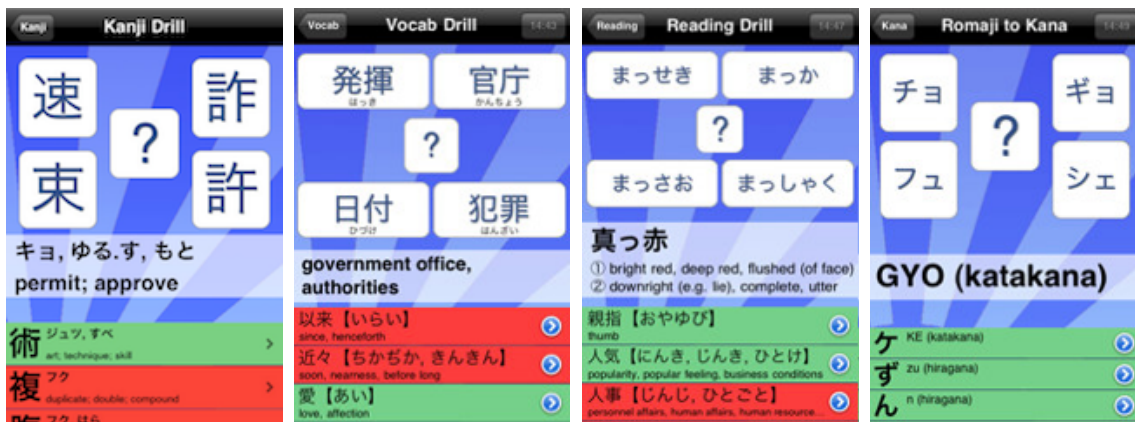 Kanji
Kanji Drill
速
詐
?
束
許
キョ, ゆる.す, もと
permit; approve
術
ジュツ, すべ
art; technique; skill
複
フク
duplicate; double; compound
Vocab
Vocab Drill
14:43
発揮
はっき
官庁
かんちょう
?
日付
ひづけ
犯罪
はんざい
government office,
authorities
以来【いらい】
since, henceforth
近々【ちかぢか, きんきん】
soon, nearness, before long
愛【あい】
love, affection
Reading
Reading Drill
14:47
まっせき
まっか
?
まっさお
まっしゃく
真っ赤
① bright red, deep red, flushed (of face)
② downright (e.g. lie), complete, utter
親指【おやゆび】
thumb
人気【にんき, じんき, ひとけ】
popularity, popular feeling, business conditions
人事【じんじ, ひとごと】
personnel affairs, human affairs, human resource...
Kana
Romaji to Kana
チョ
ギョ
?
フュ
シェ
GYO (katakana)
ケ
KE (katakana)
ず
zu (hiragana)
ん
n (hiragana)